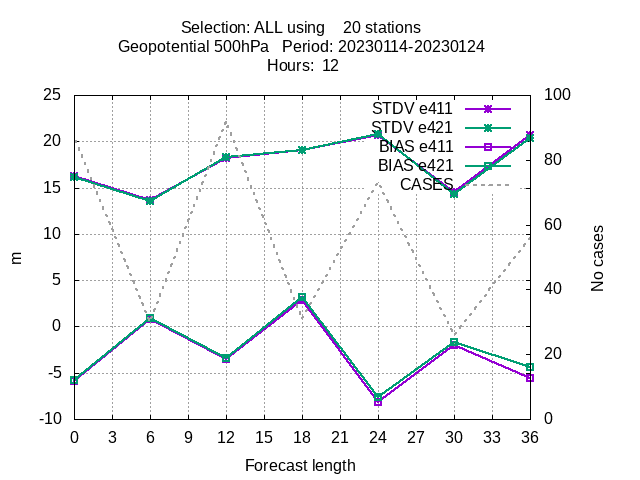 Selection: ALL using    20 stations
Geopotential 500hPa   Period: 20230114-20230124
Hours:  12
25
20
15
10
5
0
-5
-10
m
STDV e411
STDV e421
BIAS e411
BIAS e421
CASES
100
80
60
40
20
0
No cases
0 3 6 9 12 15 18 21 24 27 30 33 36
Forecast length